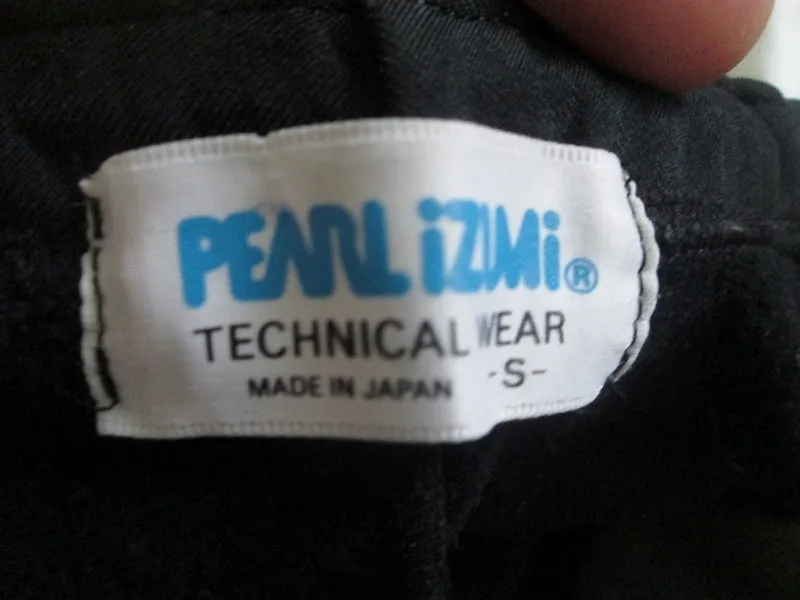 PEARL iZUMi®
TECHNICAL WEAR
MADE IN JAPAN -S-